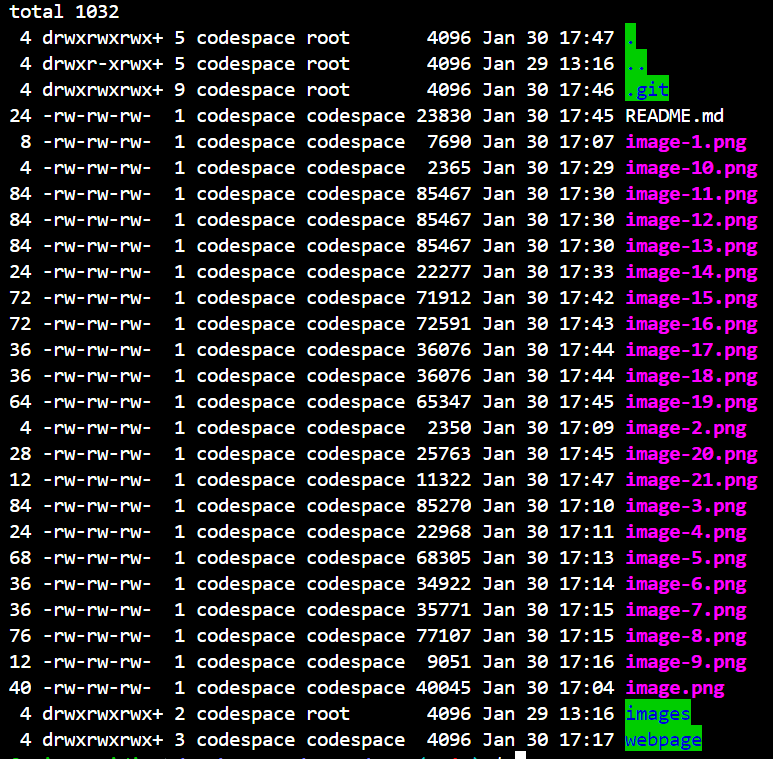 total 1032
4 drwxrwxrwx+ 5 codespace root 4096 Jan 30 17:47 .
4 drwxr-xrwx+ 5 codespace root 4096 Jan 29 13:16 ..
4 drwxrwxrwx+ 9 codespace root 4096 Jan 30 17:46 .git
24 -rw-rw-rw- 1 codespace codespace 23830 Jan 30 17:45 README.md
8 -rw-rw-rw- 1 codespace codespace 7690 Jan 30 17:07 image-1.png
4 -rw-rw-rw- 1 codespace codespace 2365 Jan 30 17:29 image-10.png
84 -rw-rw-rw- 1 codespace codespace 85467 Jan 30 17:30 image-11.png
84 -rw-rw-rw- 1 codespace codespace 85467 Jan 30 17:30 image-12.png
84 -rw-rw-rw- 1 codespace codespace 85467 Jan 30 17:30 image-13.png
24 -rw-rw-rw- 1 codespace codespace 22277 Jan 30 17:33 image-14.png
72 -rw-rw-rw- 1 codespace codespace 71912 Jan 30 17:42 image-15.png
72 -rw-rw-rw- 1 codespace codespace 72591 Jan 30 17:43 image-16.png
36 -rw-rw-rw- 1 codespace codespace 36076 Jan 30 17:44 image-17.png
36 -rw-rw-rw- 1 codespace codespace 36076 Jan 30 17:44 image-18.png
64 -rw-rw-rw- 1 codespace codespace 65347 Jan 30 17:45 image-19.png
4 -rw-rw-rw- 1 codespace codespace 2350 Jan 30 17:09 image-2.png
28 -rw-rw-rw- 1 codespace codespace 25763 Jan 30 17:45 image-20.png
12 -rw-rw-rw- 1 codespace codespace 11322 Jan 30 17:47 image-21.png
84 -rw-rw-rw- 1 codespace codespace 85270 Jan 30 17:10 image-3.png
24 -rw-rw-rw- 1 codespace codespace 22968 Jan 30 17:11 image-4.png
68 -rw-rw-rw- 1 codespace codespace 68305 Jan 30 17:13 image-5.png
36 -rw-rw-rw- 1 codespace codespace 34922 Jan 30 17:14 image-6.png
36 -rw-rw-rw- 1 codespace codespace 35771 Jan 30 17:15 image-7.png
76 -rw-rw-rw- 1 codespace codespace 77107 Jan 30 17:15 image-8.png
12 -rw-rw-rw- 1 codespace codespace 9051 Jan 30 17:16 image-9.png
40 -rw-rw-rw- 1 codespace codespace 40045 Jan 30 17:04 image.png
4 drwxrwxrwx+ 2 codespace root 4096 Jan 29 13:16 images
4 drwxrwxrwx+ 3 codespace codespace 4096 Jan 30 17:17 webpage